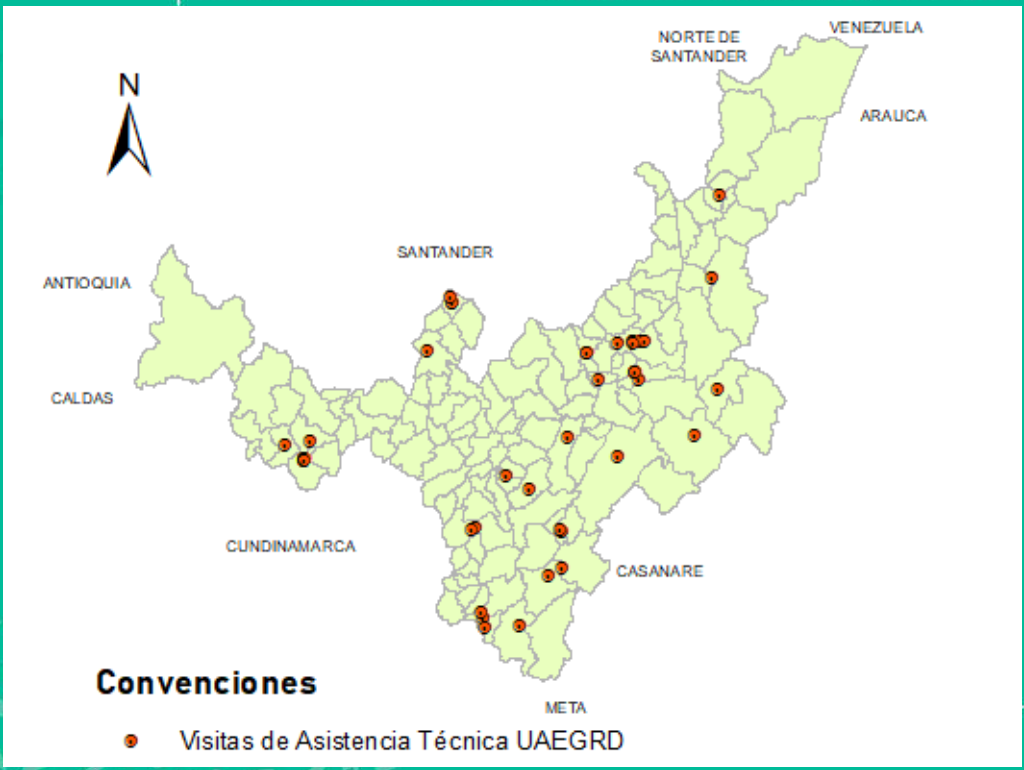 VENEZUELA
NORTE DE
SANTANDER
N
ARAUCA
SANTANDER
ANTIOQUIA
CALDAS
CUNDINAMARCA
CASANARE
Convenciones
META
Visitas de Asistencia Técnica UAEGRD